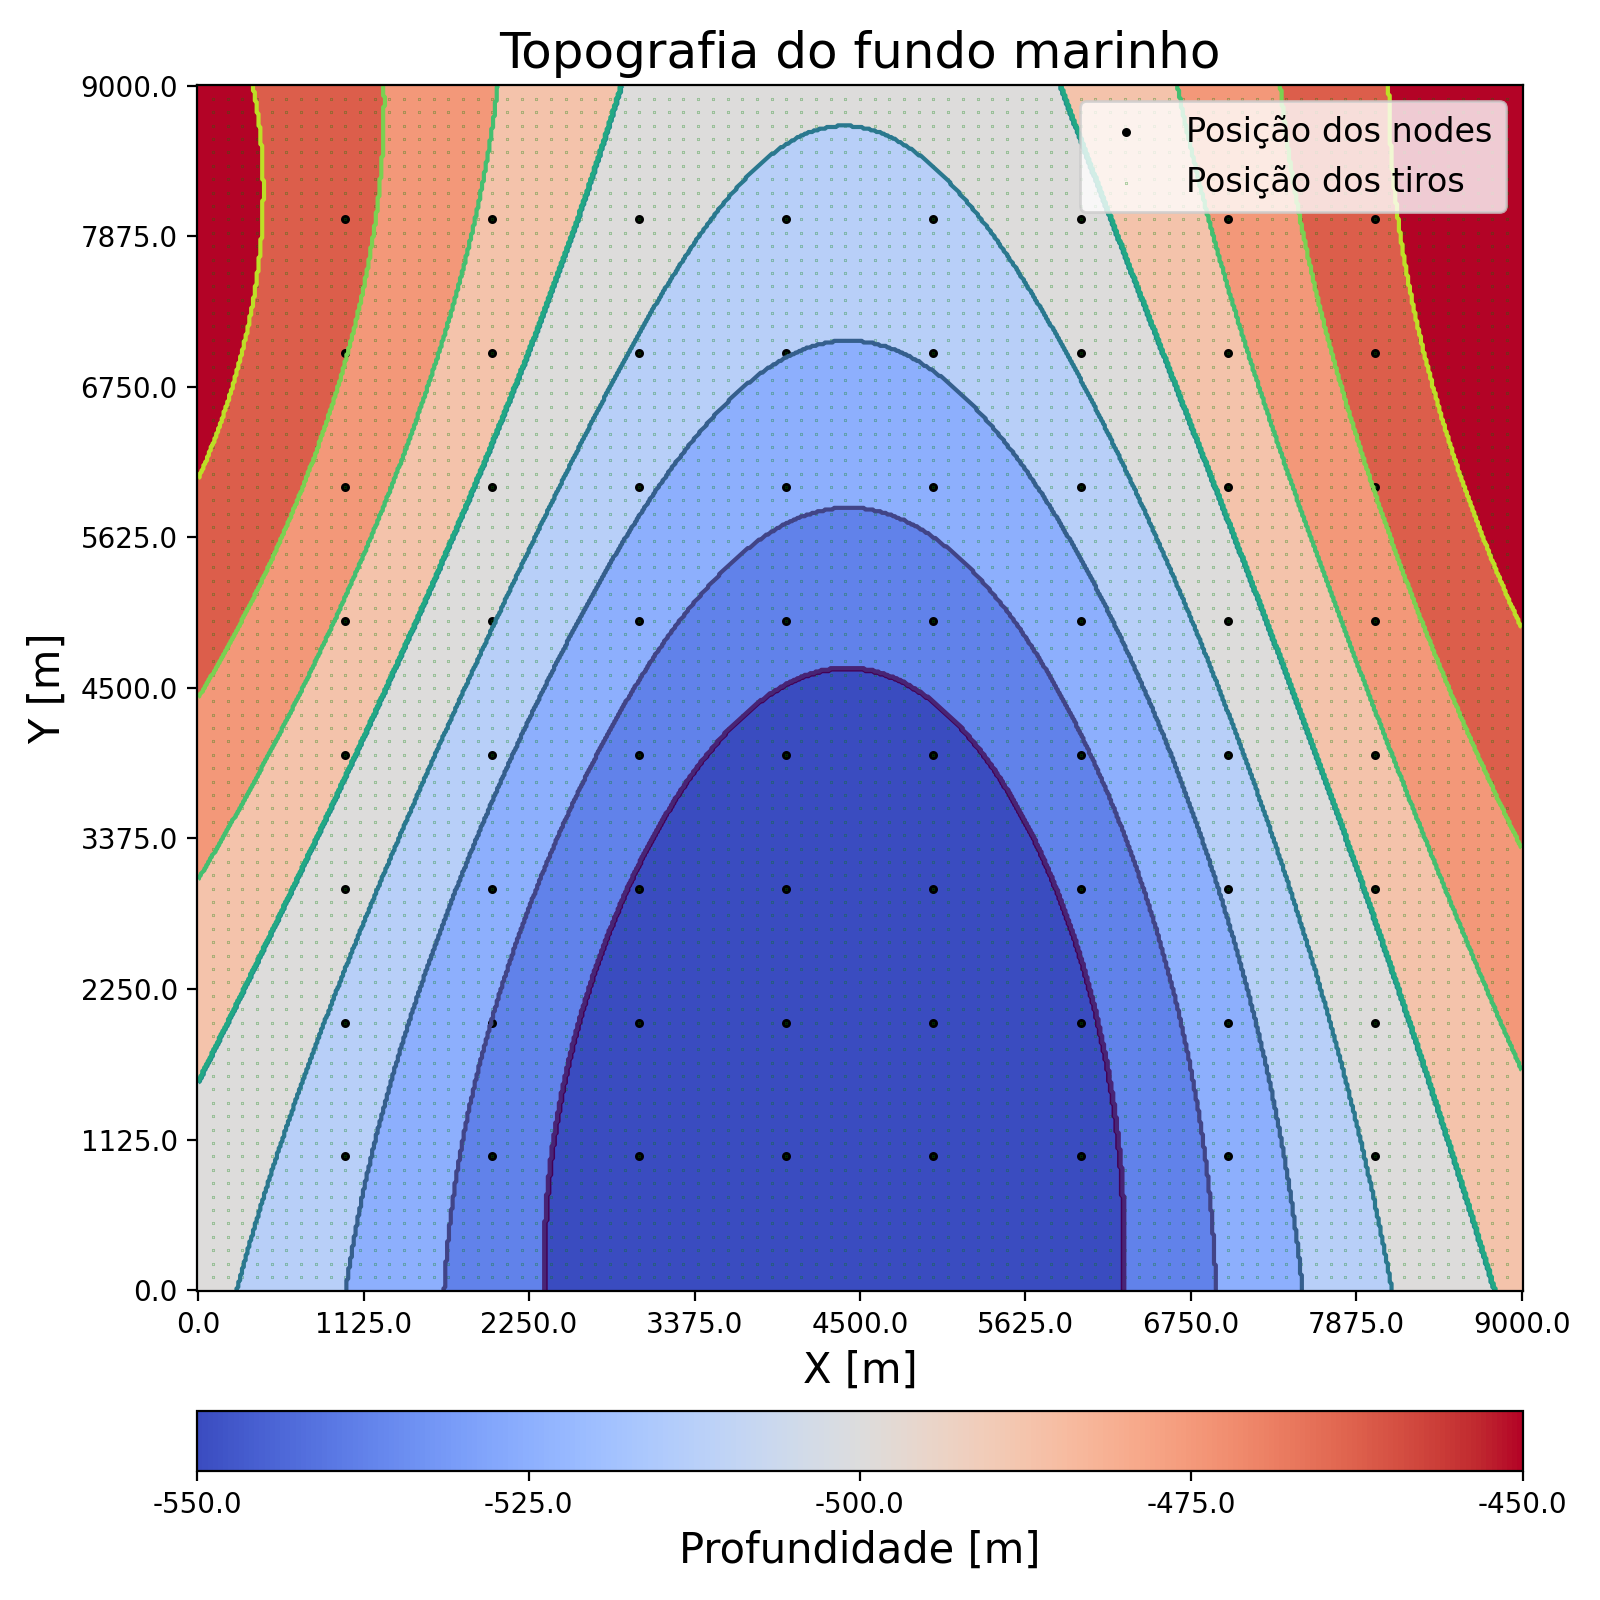 Topografia do fundo marinho
9000.0
7875.0
6750.0
5625.0
4500.0
3375.0
2250.0
1125.0
0.0
Y [m]
Posição dos nodes
Posição dos tiros
0.0 1125.0 2250.0 3375.0 4500.0 5625.0 6750.0 7875.0 9000.0
X [m]
-550.0 -525.0 -500.0 -475.0 -450.0
Profundidade [m]